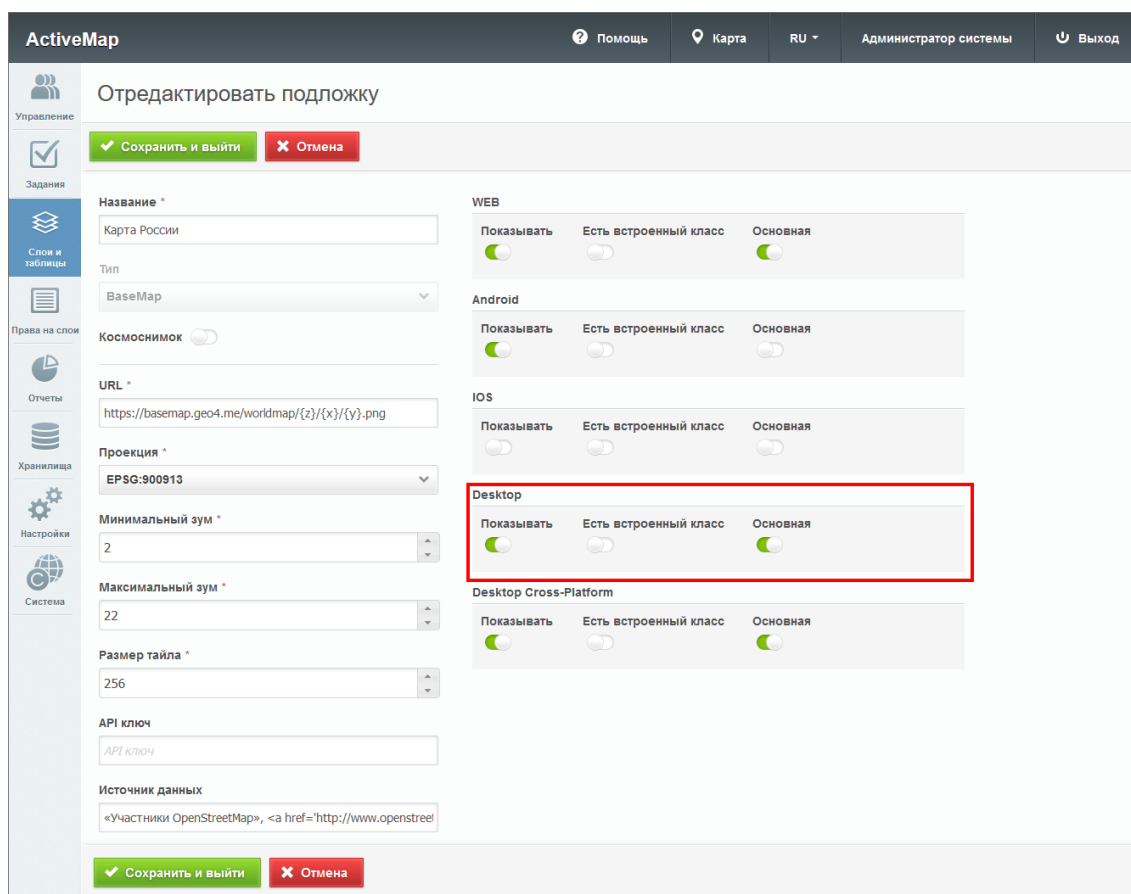 ActiveMap
Помощь
Карта
RU
Администратор системы
Выход
Управление
Задания
Слои и
таблицы
Права на слои
Отчеты
Хранилища
Настройки
Система
Отредактировать подложку
Сохранить и выйти
Отмена
Название *
Карта России
Тип
BaseMap
Космоснимок
URL *
https://basemap.geo4.me/worldmap/{z}/{x}/{y}.png
Проекция *
EPSG:900913
Минимальный зум *
2
Максимальный зум *
22
Размер тайла *
256
API ключ
API ключ
Источник данных
«Участники OpenStreetMap», <a href='http://www.openstreet
WEB
Показывать Есть встроенный класс Основная
Android
Показывать Есть встроенный класс Основная
IOS
Показывать Есть встроенный класс Основная
Desktop
Показывать Есть встроенный класс Основная
Desktop Cross-Platform
Показывать Есть встроенный класс Основная
Сохранить и выйти
Отмена